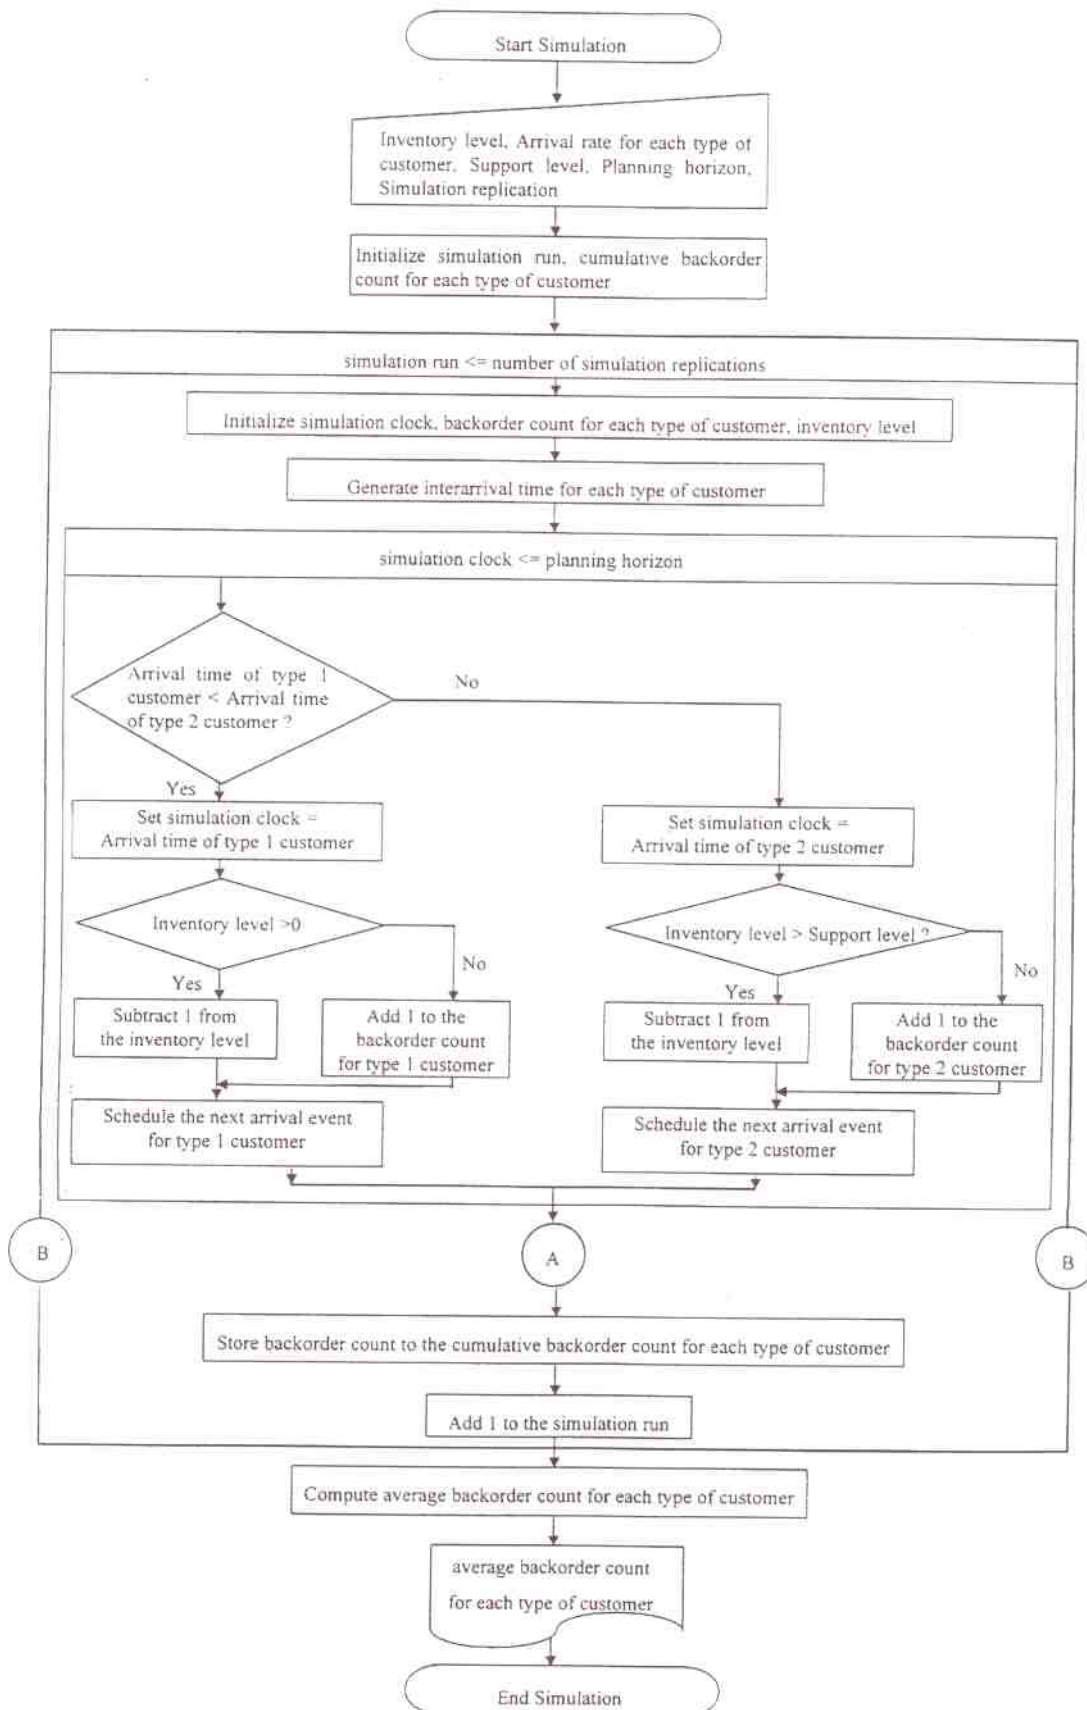 Start Simulation
Inventory level, Arrival rate for each type of
customer, Support level, Planning horizon,
Simulation replication
Initialize simulation run, cumulative backorder
count for each type of customer
simulation run <= number of simulation replications
Initialize simulation clock, backorder count for each type of customer, inventory level
Generate interarrival time for each type of customer
simulation clock <= planning horizon
Arrival time of type 1
customer < Arrival time
of type 2 customer ?
No
Yes
Set simulation clock =
Arrival time of type 1 customer
Set simulation clock =
Arrival time of type 2 customer
Inventory level >0
Inventory level > Support level ?
No
No
Yes
Yes
Subtract 1 from
the inventory level
Add 1 to the
backorder count
for type 1 customer
Subtract 1 from
the inventory level
Add 1 to the
backorder count
for type 2 customer
Schedule the next arrival event
for type 1 customer
Schedule the next arrival event
for type 2 customer
B
A
B
Store backorder count to the cumulative backorder count for each type of customer
Add 1 to the simulation run
Compute average backorder count for each type of customer
average backorder count
for each type of customer
End Simulation